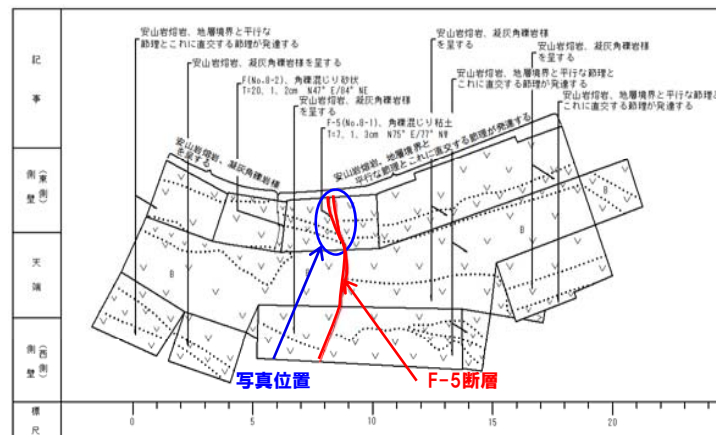 記事
安山岩熔岩、地層境界と平行な
節理とこれに直交する節理が発達する
安山岩熔岩、凝灰角礫岩様を呈する
F(No.8-2)、角礫混じり砂状
T=20, 1, 2cm N47° E/84° NE
安山岩熔岩、凝灰角礫岩様
を呈する
F-5(No.8-1)、角礫混じり粘土
T=7, 1, 3cm N75° E/77° NW
安山岩熔岩、凝灰角礫岩様
を呈する
安山岩熔岩、凝灰角礫岩様
を呈する
安山岩熔岩、地層境界と平行な節理と
これに直交する節理が発達する
安山岩熔岩、地層境界と平行な節理と
これに直交する節理が発達する
安山岩熔岩、凝灰角礫岩様
を呈する
安山岩熔岩、地層境界と
平行な節理とこれに直交する節理が発達する
側壁(東側)
天端
側壁(西側)
写真位置
F-5断層
標尺
0 5 10 15 20